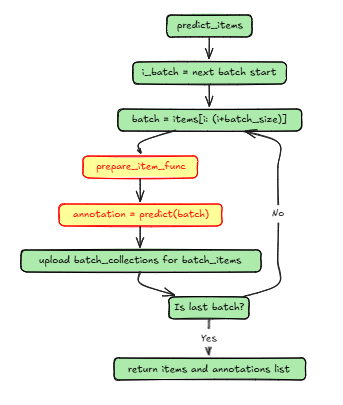 predict_items
i_batch = next batch start
batch = items[i: (i+batch_size)]
prepare_item_func
annotation = predict(batch)
No
upload batch_collections for batch_items
Is last batch?
Yes
return items and annotations list